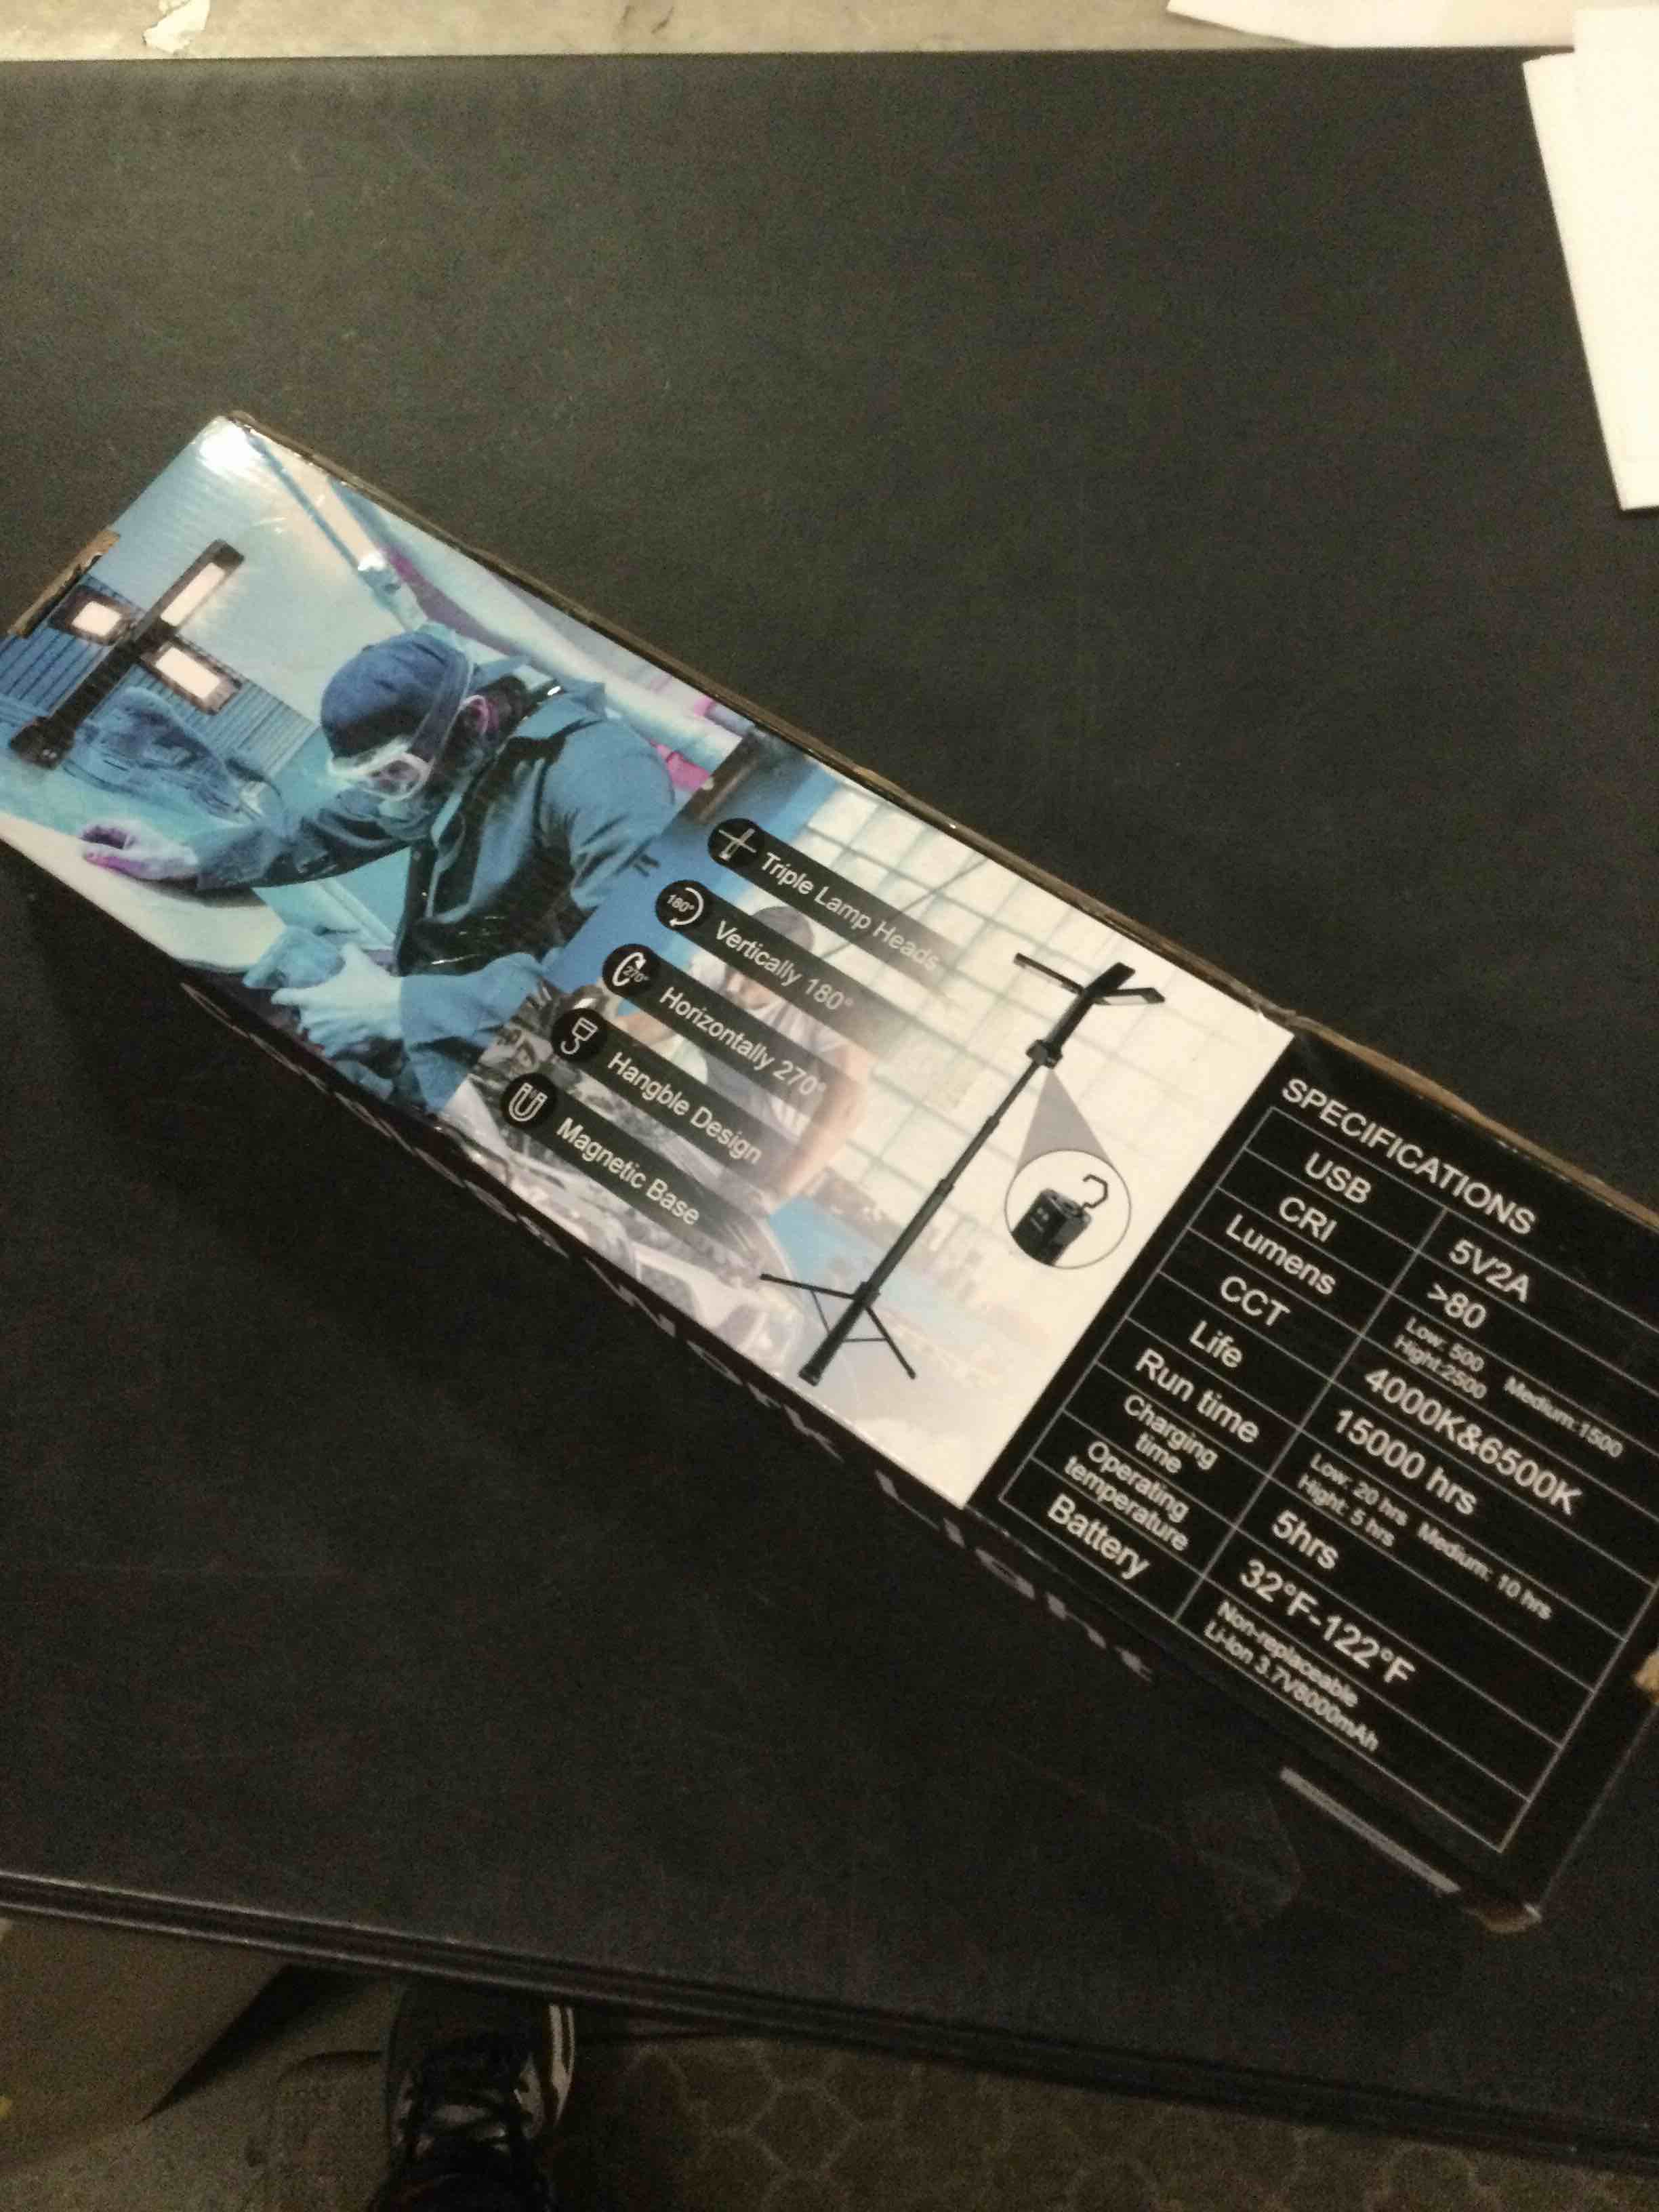 Triple Lamp Heads
180°
Vertically 180°
270°
Horizontally 270°
Hangble Design
Magnetic Base
SPECIFICATIONS
USB 5V2A
CRI >80
Lumens Low: 500 Medium: 1500
Hight:2500
CCT 4000K&6500K
Life 15000 hrs
Run time Low: 20 hrs Medium: 10 hrs
Hight: 5 hrs
Charging
time 5hrs
Operating
temperature 32°F-122°F
Battery Non-replaceable
Li-Ion 3.7V8000mAh
Work Light